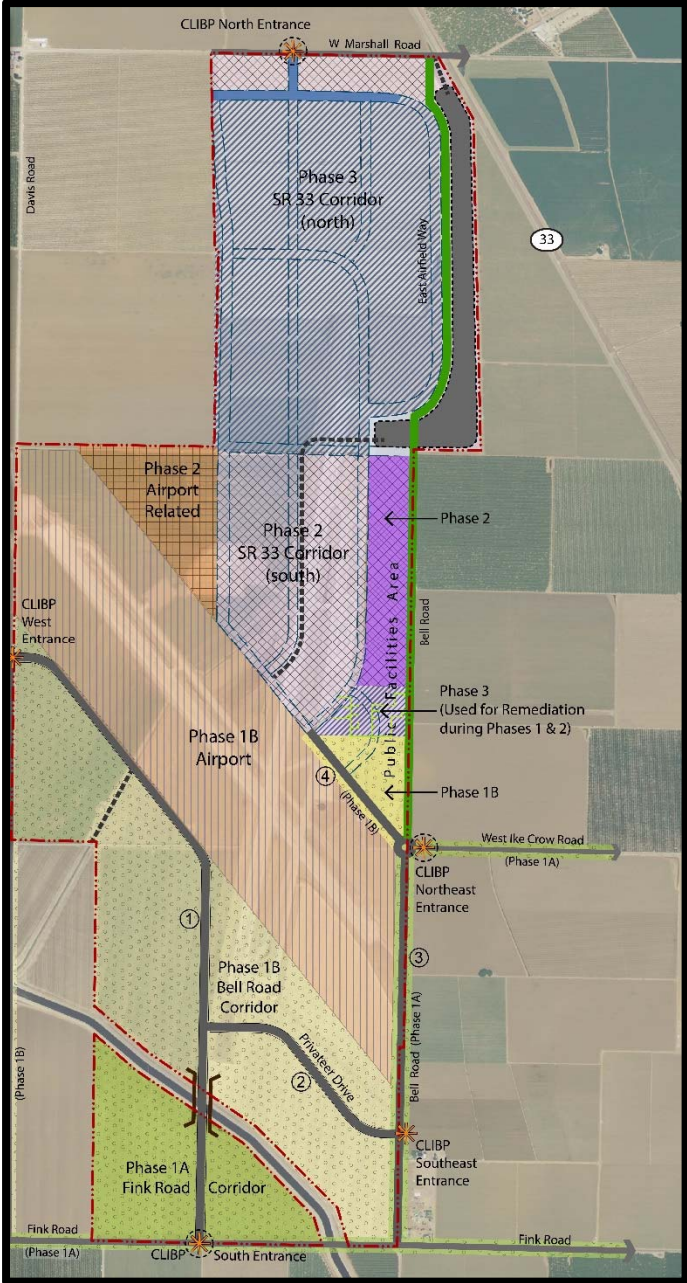 CLIBP North Entrance
W Marshall Road
Davis Road
Phase 3
SR 33 Corridor
(north)
East Airfield Way
33
Phase 2
Airport
Related
Phase 2
SR 33 Corridor
(south)
Phase 2
Public Facilities Area
Bell Road
CLIBP
West
Entrance
Phase 3
(Used for Remediation
during Phases 1 & 2)
Phase 1B
Airport
4
(Phase 1B)
Phase 1B
West Ike Crow Road
(Phase 1A)
CLIBP
Northeast
Entrance
1
3
Phase 1B
Bell Road
Corridor
Privateer Drive
2
Bell Road (Phase 1A)
(Phase 1B)
CLIBP
Southeast
Entrance
Phase 1A
Fink Road Corridor
Fink Road
(Phase 1A)
CLIBP South Entrance
Fink Road